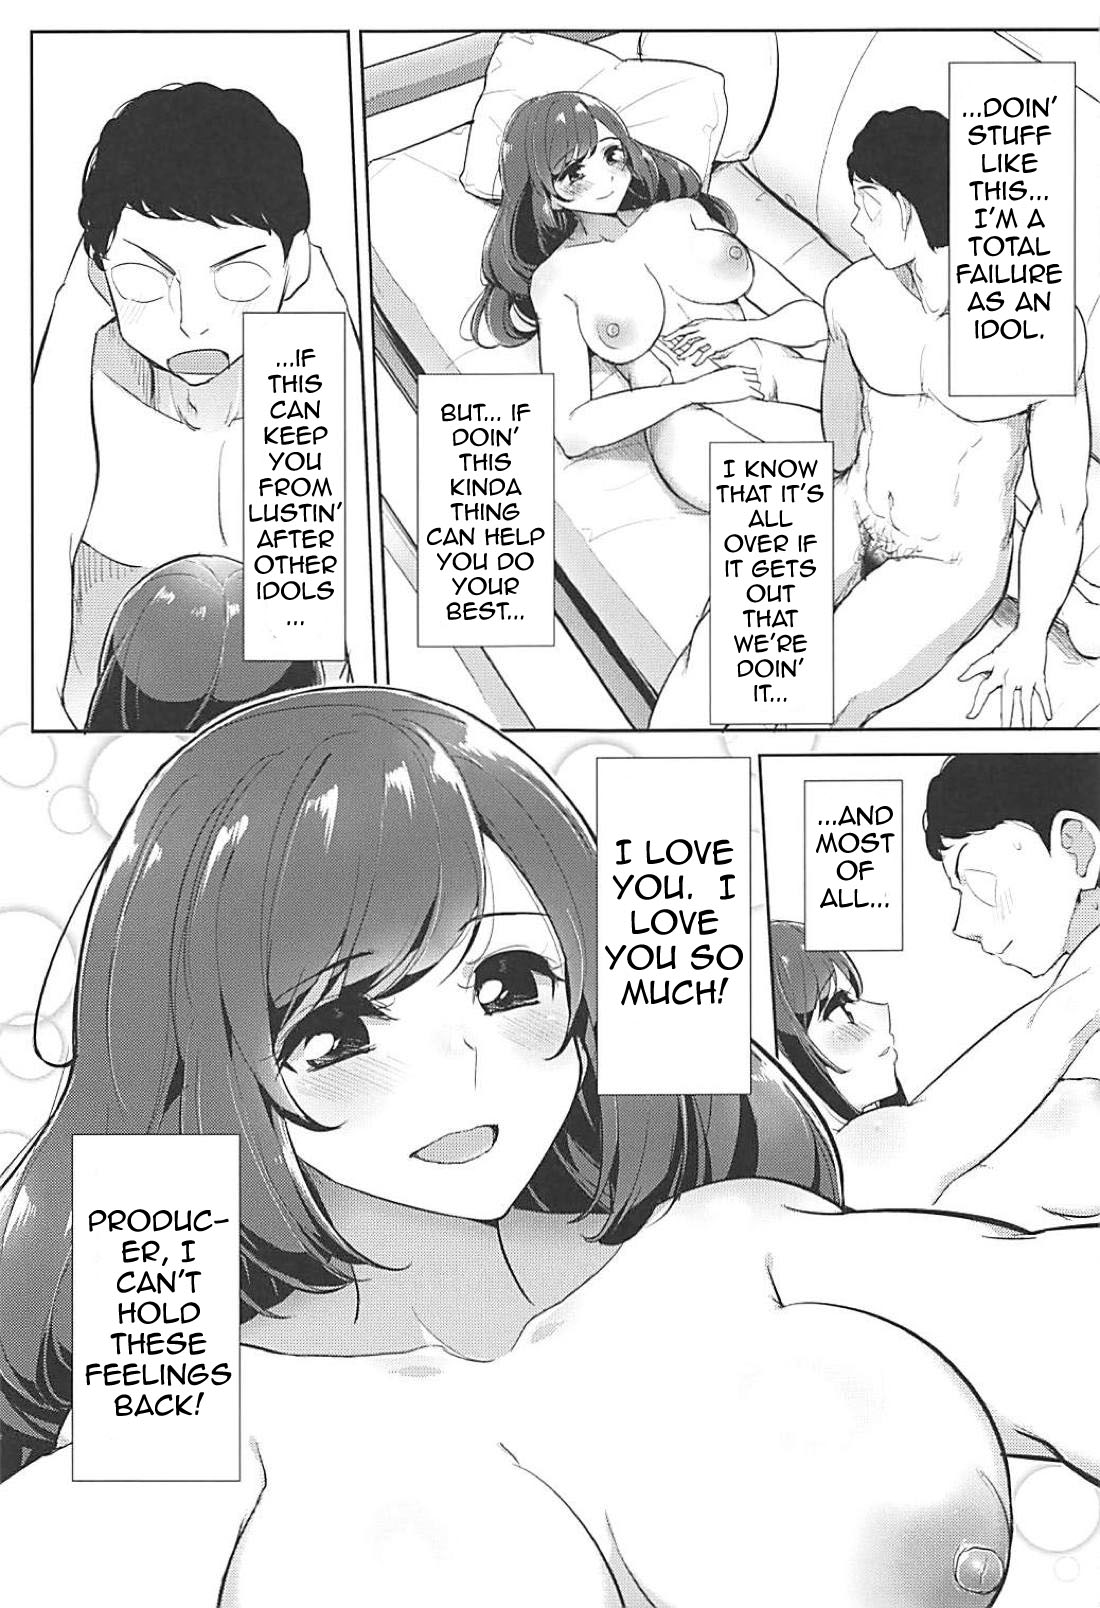 ...DOIN'
STUFF
LIKE
THIS...
I'M A
TOTAL
FAILURE
AS AN
IDOL.
I KNOW
THAT IT'S
ALL
OVER IF
IT GETS
OUT
THAT
WE'RE
DOIN'
IT...
BUT... IF
DOIN'
THIS
KINDA
THING
CAN HELP
YOU DO
YOUR
BEST...
...IF
THIS
CAN
KEEP
YOU
FROM
LUSTIN'
AFTER
OTHER
IDOLS
...
...AND
MOST
OF
ALL...
I LOVE
YOU. I
LOVE
YOU SO
MUCH!
PRODUC-
ER, I
CAN'T
HOLD
THESE
FEELINGS
BACK!